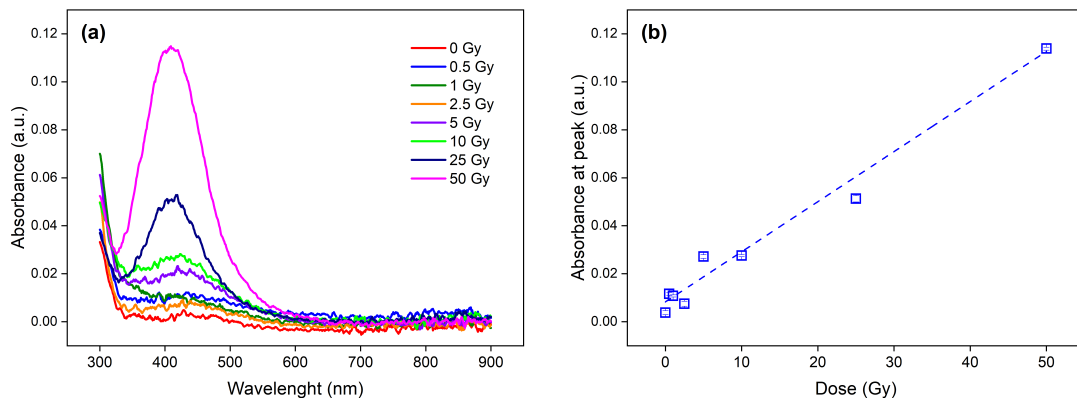 (a)
0.12
0.10
0.08
0.06
0.04
0.02
0.00
Absorbance (a.u.)
0 Gy
0.5 Gy
1 Gy
2.5 Gy
5 Gy
10 Gy
25 Gy
50 Gy
300 400 500 600 700 800 900
Wavelenght (nm)
(b)
0.12
0.10
0.08
0.06
0.04
0.02
0.00
Absorbance at peak (a.u.)
0 10 20 30 40 50
Dose (Gy)